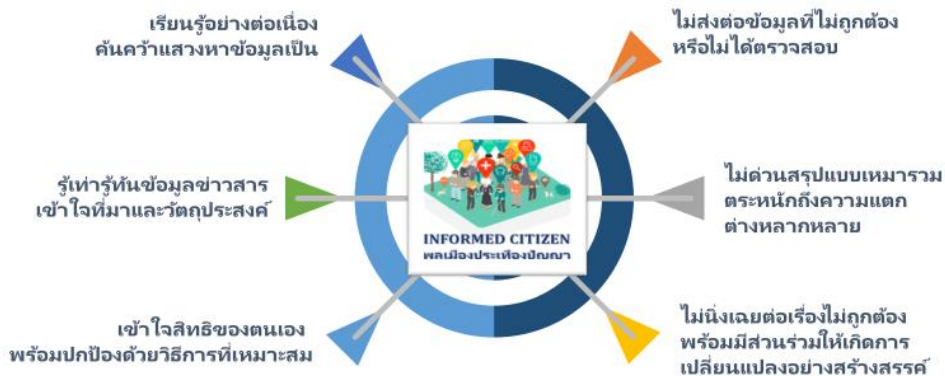 เรียนรู้อย่างต่อเนื่อง
ค้นคว้าแสวงหาข้อมูลเป็น
ไม่ส่งต่อข้อมูลที่ไม่ถูกต้อง
หรือไม่ได้ตรวจสอบ
รู้เท่ารู้ทันข้อมูลข่าวสาร
เข้าใจที่มาและวัตถุประสงค์
INFORMED CITIZEN
พลเมืองประเทืองปัญญา
ไม่ด่วนสรุปแบบเหมารวม
ตระหนักถึงความแตก
ต่างหลากหลาย
เข้าใจสิทธิของตนเอง
พร้อมปกป้องด้วยวิธีการที่เหมาะสม
ไม่นิ่งเฉยต่อเรื่องไม่ถูกต้อง
พร้อมมีส่วนร่วมให้เกิดการ
เปลี่ยนแปลงอย่างสร้างสรรค์